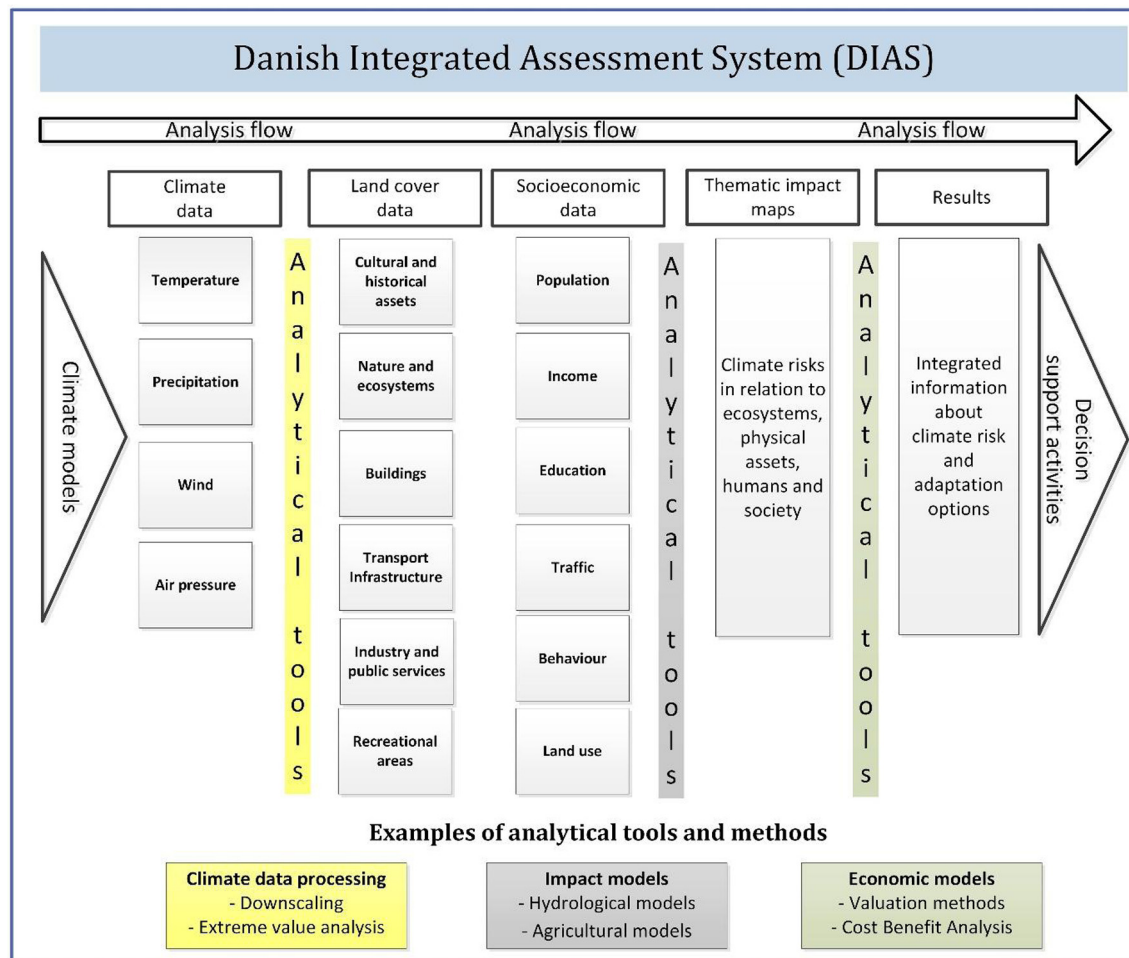 Danish Integrated Assessment System (DIAS)
Analysis flow
Analysis flow
Analysis flow
Climate
data
Land cover
data
Socioeconomic
data
Thematic impact
maps
Results
Climate models
Temperature
Precipitation
Wind
Air pressure
Analytical tools
Cultural and
historical
assets
Nature and
ecosystems
Buildings
Transport
Infrastructure
Industry and
public services
Recreational
areas
Population
Income
Education
Traffic
Behaviour
Land use
Analytical tools
Climate risks
in relation to
ecosystems,
physical
assets,
humans and
society
Analytical tools
Integrated
information
about
climate risk
and
adaptation
options
Decision
support activities
Examples of analytical tools and methods
Climate data processing
- Downscaling
- Extreme value analysis
Impact models
- Hydrological models
- Agricultural models
Economic models
- Valuation methods
- Cost Benefit Analysis